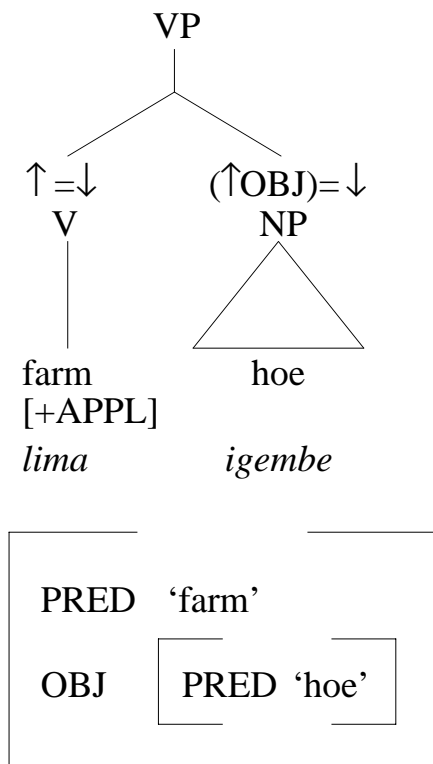 VP
↑=↓ (↑OBJ)=↓
V NP
farm hoe
[+APPL]
lima igembe
PRED ‘farm’
OBJ PRED ‘hoe’